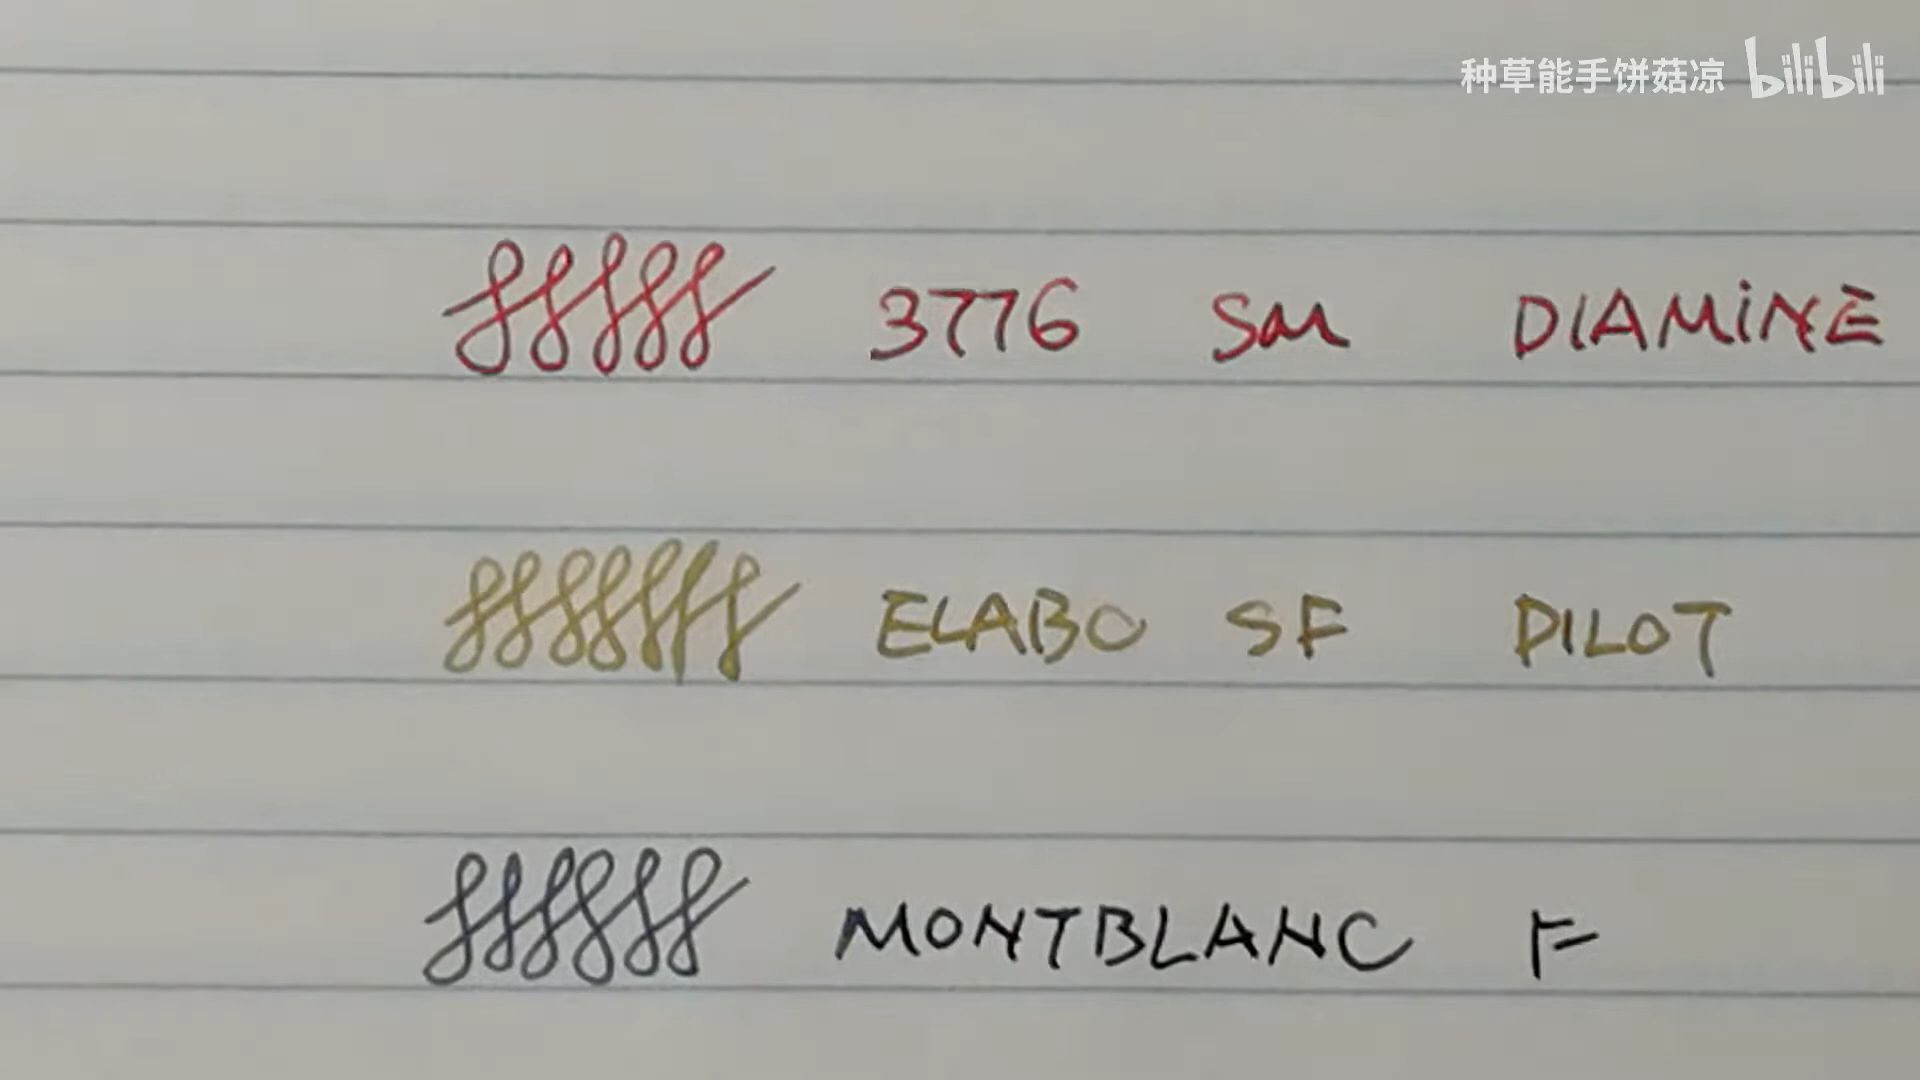 种草能手饼菇凉 bilibili
3776 SM DIAMINE
ELABO SF PILOT
MONTBLANC F